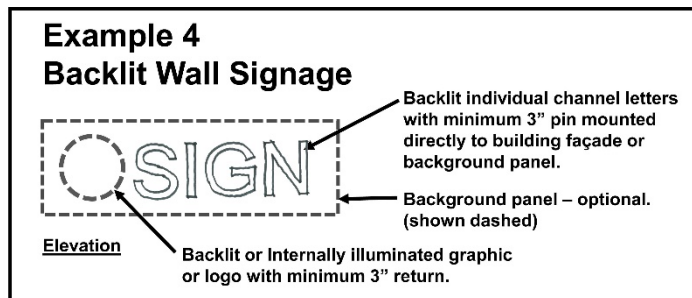 Example 4
Backlit Wall Signage
Backlit individual channel letters
with minimum 3” pin mounted
directly to building façade or
background panel.
SIGN
Background panel – optional.
(shown dashed)
Elevation
Backlit or Internally illuminated graphic
or logo with minimum 3” return.